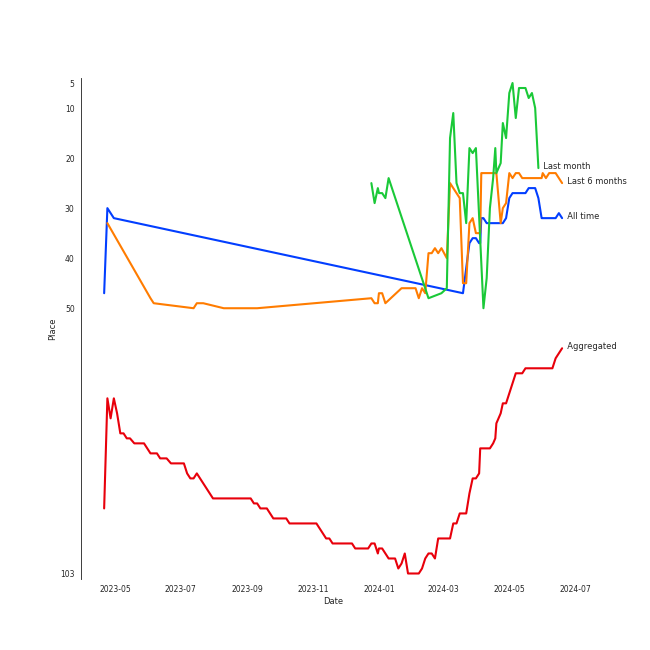 5
10
20
30
40
50
103
Place
2023-05
2023-07
2023-09
2023-11
2024-01
2024-03
2024-05
2024-07
Date
Last month
Last 6 months
All time
Aggregated